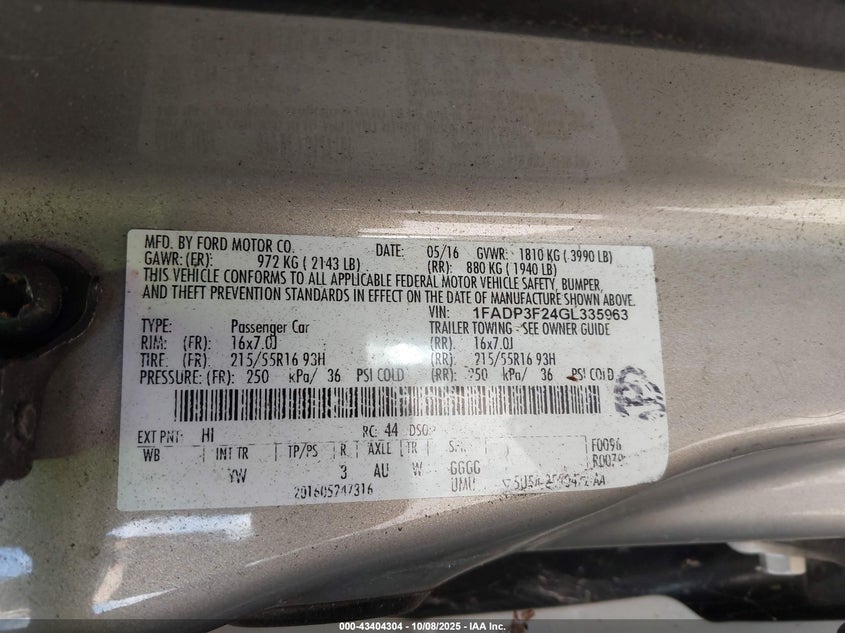 MFD. BY FORD MOTOR CO. DATE: 05/16 GVWR: 1810 KG ( 3990 LB)
GAWR: (FR): 972 KG ( 2143 LB) (RR): 880 KG ( 1940 LB)
THIS VEHICLE CONFORMS TO ALL APPLICABLE FEDERAL MOTOR VEHICLE SAFETY, BUMPER,
AND THEFT PREVENTION STANDARDS IN EFFECT ON THE DATE OF MANUFACTURE SHOWN ABOVE.
VIN: 1FADP3F24GL335963
TYPE: Passenger Car TRAILER TOWING - SEE OWNER GUIDE
RIM: (FR): 16x7.0J (RR): 16x7.0J
TIRE: (FR): 215/55R16 93H (RR): 215/55R16 93H
PRESSURE: (FR): 250 kPa/ 36 PSI COLD (RR): 250 kPa/ 36 PSI COLD
EXT PNT: HI RC: 44 DSO:
WB INT TR TP/PS R AXLE TR F0096
YW 3 AU W GGGG
UMU
000-43404304 - 10/08/2025 - IAA Inc.